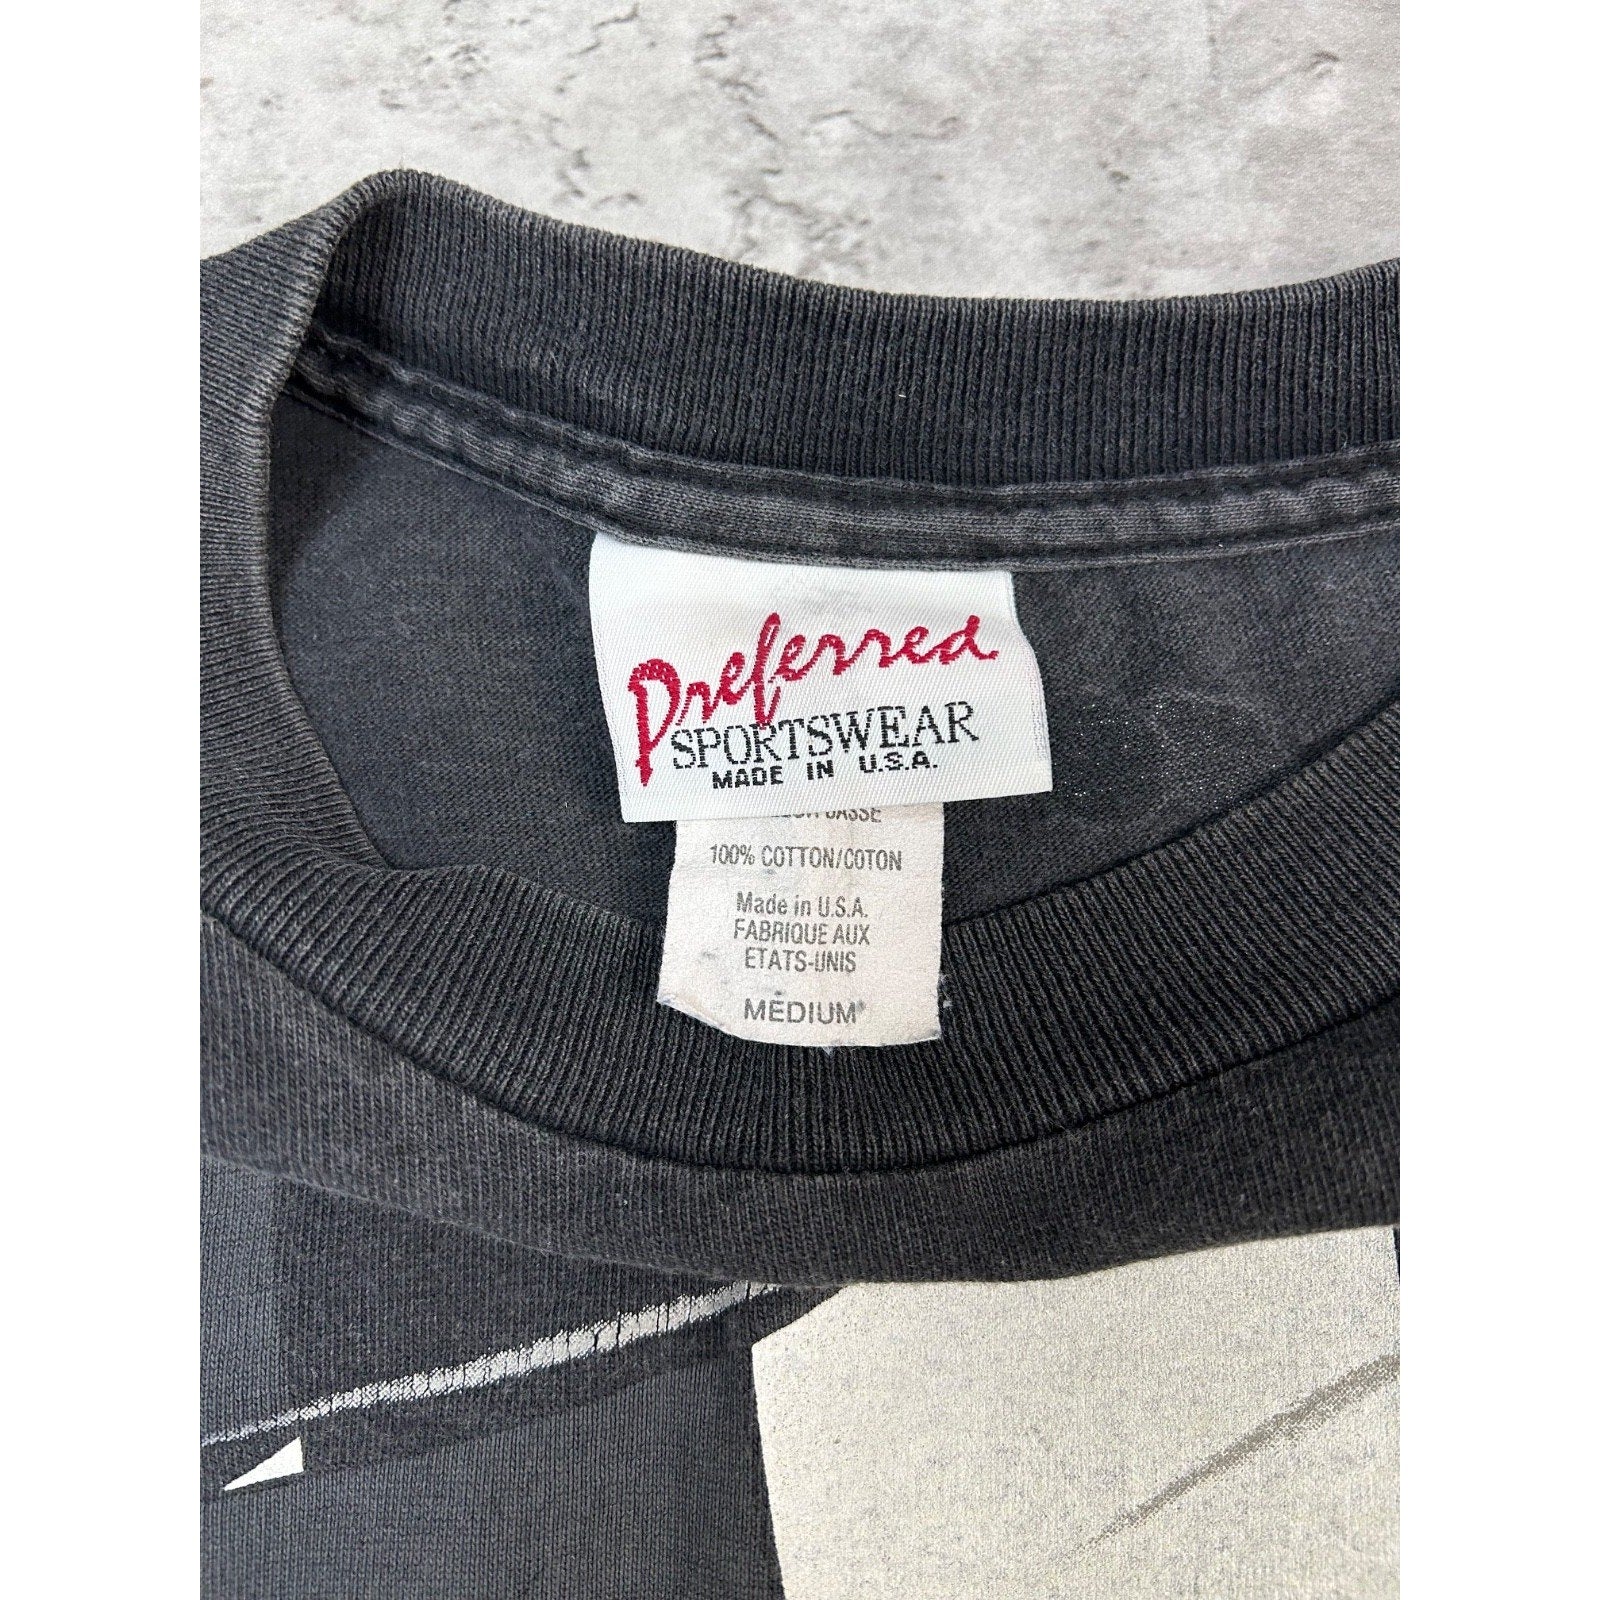 Preferred
SPORTSWEAR
MADE IN U.S.A.
100% COTTON/COTON
Made in U.S.A.
FABRIQUE AUX
ETATS-UNIS
MEDIUM